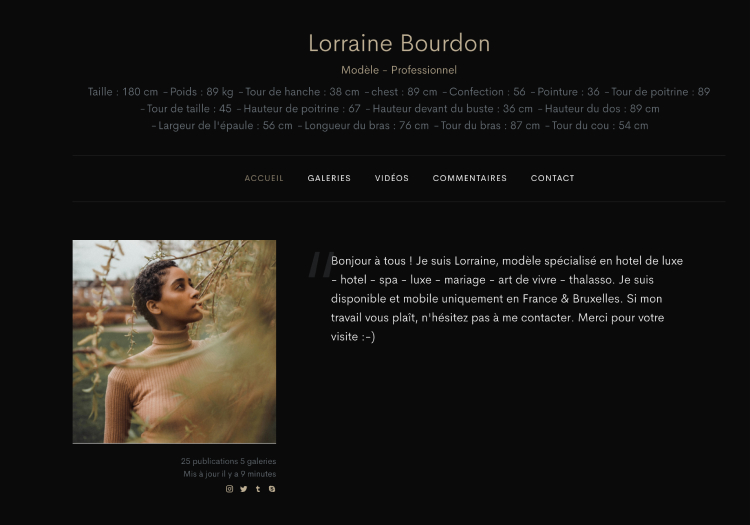 Lorraine Bourdon
Modèle - Professionnel
Taille : 180 cm - Poids : 89 kg - Tour de hanche : 38 cm - chest : 89 cm - Confection : 56 - Pointure : 36 - Tour de poitrine : 89
- Tour de taille : 45 - Hauteur de poitrine : 67 - Hauteur devant du buste : 36 cm - Hauteur du dos : 89 cm
- Largeur de l'épaule : 56 cm - Longueur du bras : 76 cm - Tour du bras : 87 cm - Tour du cou : 54 cm
ACCUEIL GALERIES VIDÉOS COMMENTAIRES CONTACT
Bonjour à tous ! Je suis Lorraine, modèle spécialisé en hotel de luxe
- hotel - spa - luxe - mariage - art de vivre - thalasso. Je suis
disponible et mobile uniquement en France & Bruxelles. Si mon
travail vous plaît, n'hésitez pas à me contacter. Merci pour votre
visite :-)
25 publications 5 galeries
Mis à jour il y a 9 minutes